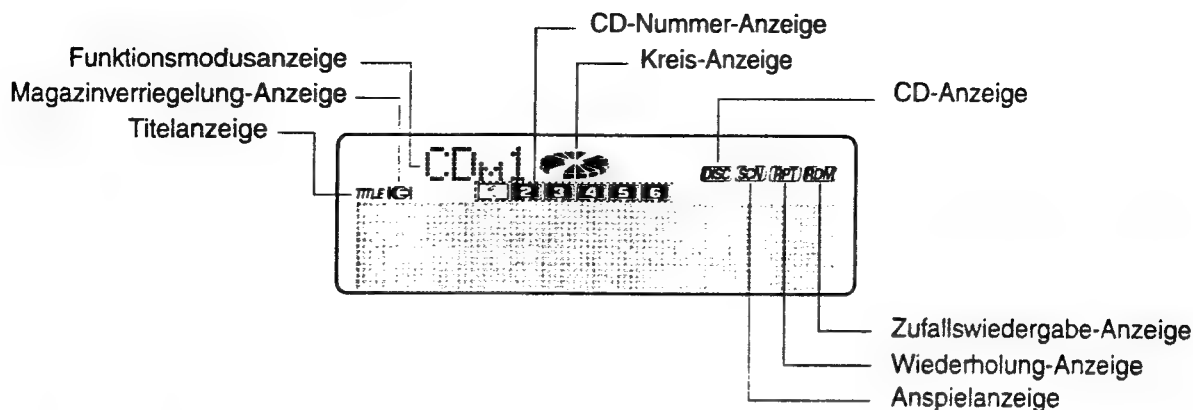 CD-Nummer-Anzeige
Funktionsmodusanzeige
Kreis-Anzeige
Magazinverriegelung-Anzeige
CD-Anzeige
Titelanzeige
CDM1
DISC SCN RPT RDM
TITLE
1 2 3 4 5 6
Zufallswiedergabe-Anzeige
Wiederholung-Anzeige
Anspielanzeige